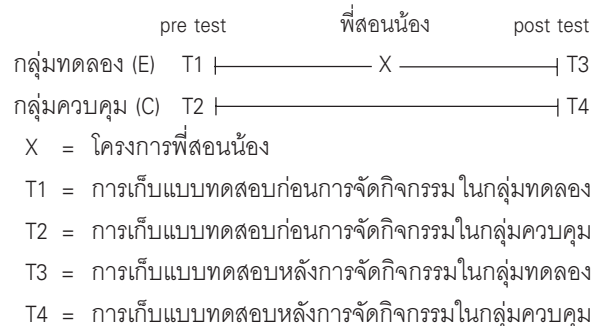 pre test พี่สอนน้อง post test
กลุ่มทดลอง (E) T1 X T3
กลุ่มควบคุม (C) T2 T4
X = โครงการพี่สอนน้อง
T1 = การเก็บแบบทดสอบก่อนการจัดกิจกรรม ในกลุ่มทดลอง
T2 = การเก็บแบบทดสอบก่อนการจัดกิจกรรมในกลุ่มควบคุม
T3 = การเก็บแบบทดสอบหลังการจัดกิจกรรมในกลุ่มทดลอง
T4 = การเก็บแบบทดสอบหลังการจัดกิจกรรมในกลุ่มควบคุม